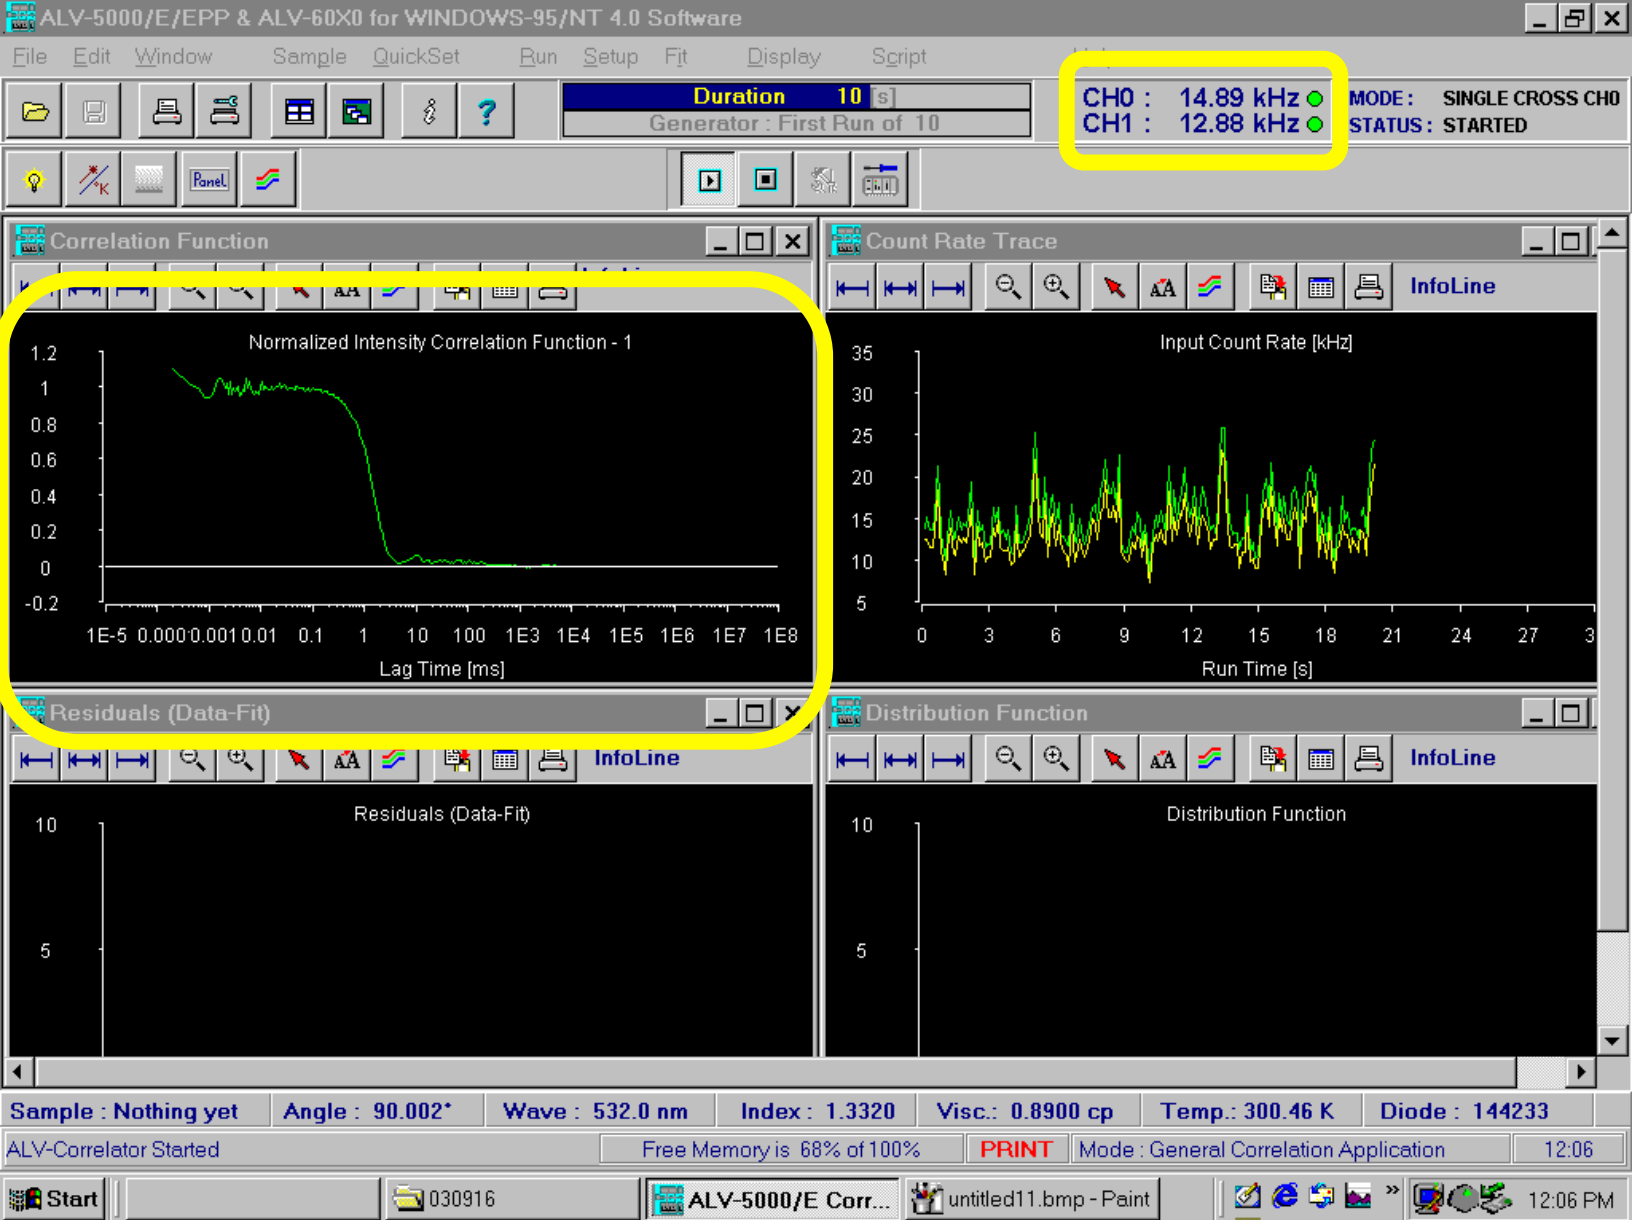 ALV-5000/E/EPP & ALV-60X0 for WINDOWS-95/NT 4.0 Software
File Edit Window Sample QuickSet Run Setup Fit Display Script
Duration 10 [s]
Generator : First Run of 10
CH0 : 14.89 kHz
CH1 : 12.88 kHz
MODE : SINGLE CROSS CH0
STATUS : STARTED
Panel
Correlation Function
Normalized Intensity Correlation Function - 1
1.2
1
0.8
0.6
0.4
0.2
0
-0.2
1E-5 0.000 0.001 0.01 0.1 1 10 100 1E3 1E4 1E5 1E6 1E7 1E8
Lag Time [ms]
Count Rate Trace
InfoLine
Input Count Rate [kHz]
35
30
25
20
15
10
5
0 3 6 9 12 15 18 21 24 27 3
Run Time [s]
Residuals (Data-Fit)
InfoLine
Residuals (Data-Fit)
10
5
Distribution Function
InfoLine
Distribution Function
10
5
Sample : Nothing yet Angle : 90.002° Wave : 532.0 nm Index : 1.3320 Visc.: 0.8900 cp Temp.: 300.46 K Diode : 144233
ALV-Correlator Started Free Memory is 68% of 100% PRINT Mode : General Correlation Application 12:06
Start 030916 ALV-5000/E Corr... untitled11.bmp - Paint » 12:06 PM